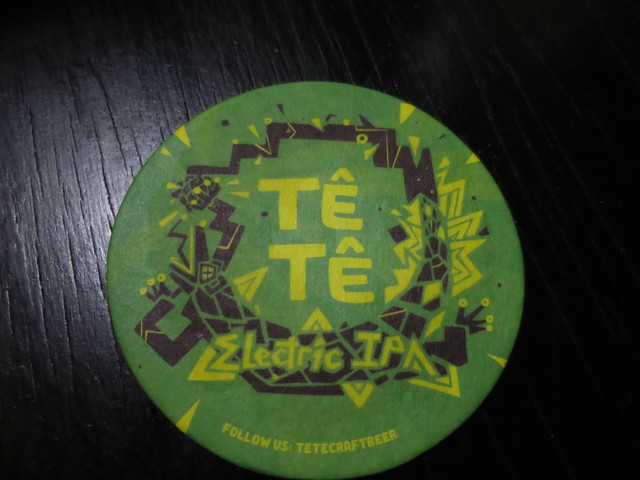 TÊ
TÊ
Electric IPA
FOLLOW US: TETECRAFTBEER